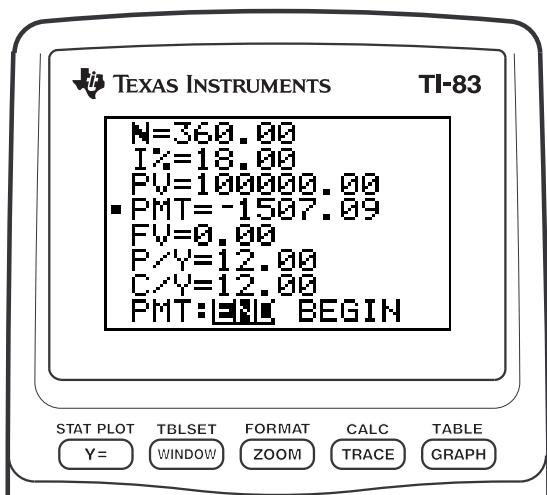 TEXAS INSTRUMENTS TI-83
N=360.00
I%=18.00
PV=100000.00
▪PMT=-1507.09
FV=0.00
P/Y=12.00
C/Y=12.00
PMT:END BEGIN
STAT PLOT TBLSET FORMAT CALC TABLE
Y= WINDOW ZOOM TRACE GRAPH